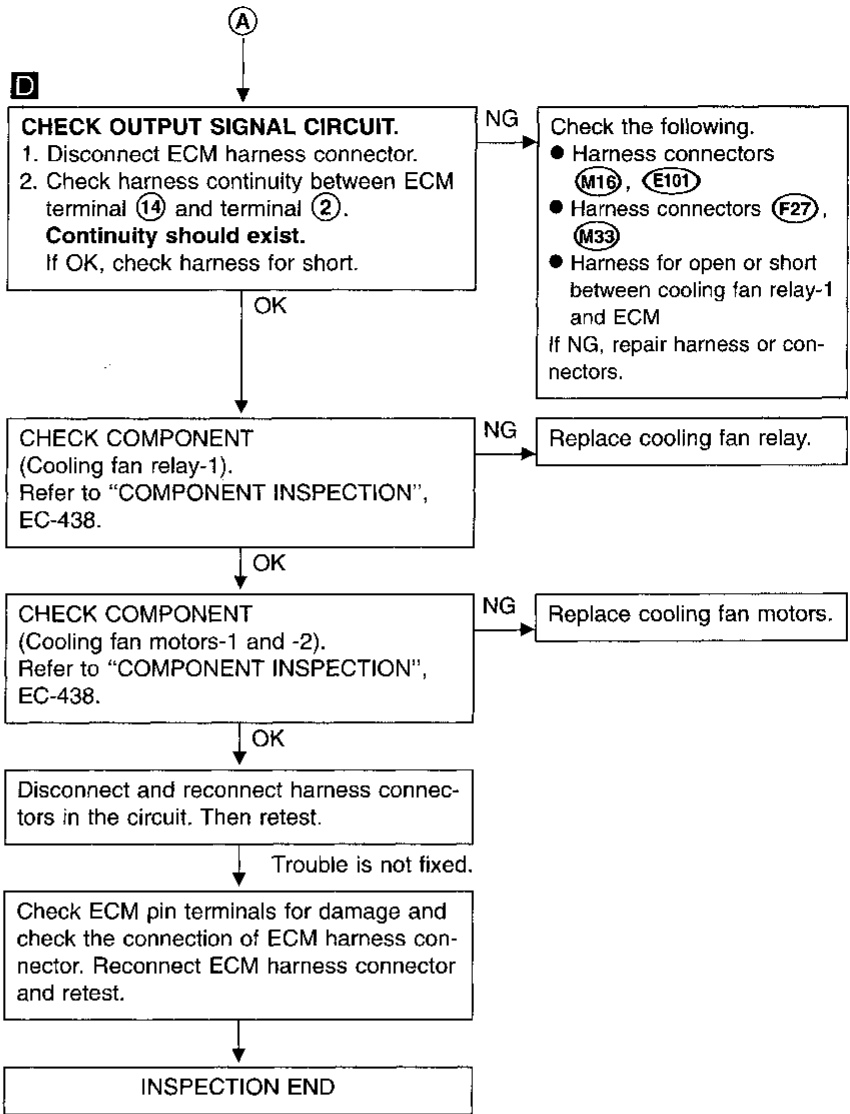 A
D
CHECK OUTPUT SIGNAL CIRCUIT.
1. Disconnect ECM harness connector.
2. Check harness continuity between ECM
terminal 14 and terminal 2.
Continuity should exist.
If OK, check harness for short.
NG
Check the following.
● Harness connectors
M16, E101
● Harness connectors F27,
M33
● Harness for open or short
between cooling fan relay-1
and ECM
If NG, repair harness or con-
nectors.
OK
CHECK COMPONENT
(Cooling fan relay-1).
Refer to “COMPONENT INSPECTION”,
EC-438.
NG
Replace cooling fan relay.
OK
CHECK COMPONENT
(Cooling fan motors-1 and -2).
Refer to “COMPONENT INSPECTION”,
EC-438.
NG
Replace cooling fan motors.
OK
Disconnect and reconnect harness connec-
tors in the circuit. Then retest.
Trouble is not fixed.
Check ECM pin terminals for damage and
check the connection of ECM harness con-
nector. Reconnect ECM harness connector
and retest.
INSPECTION END